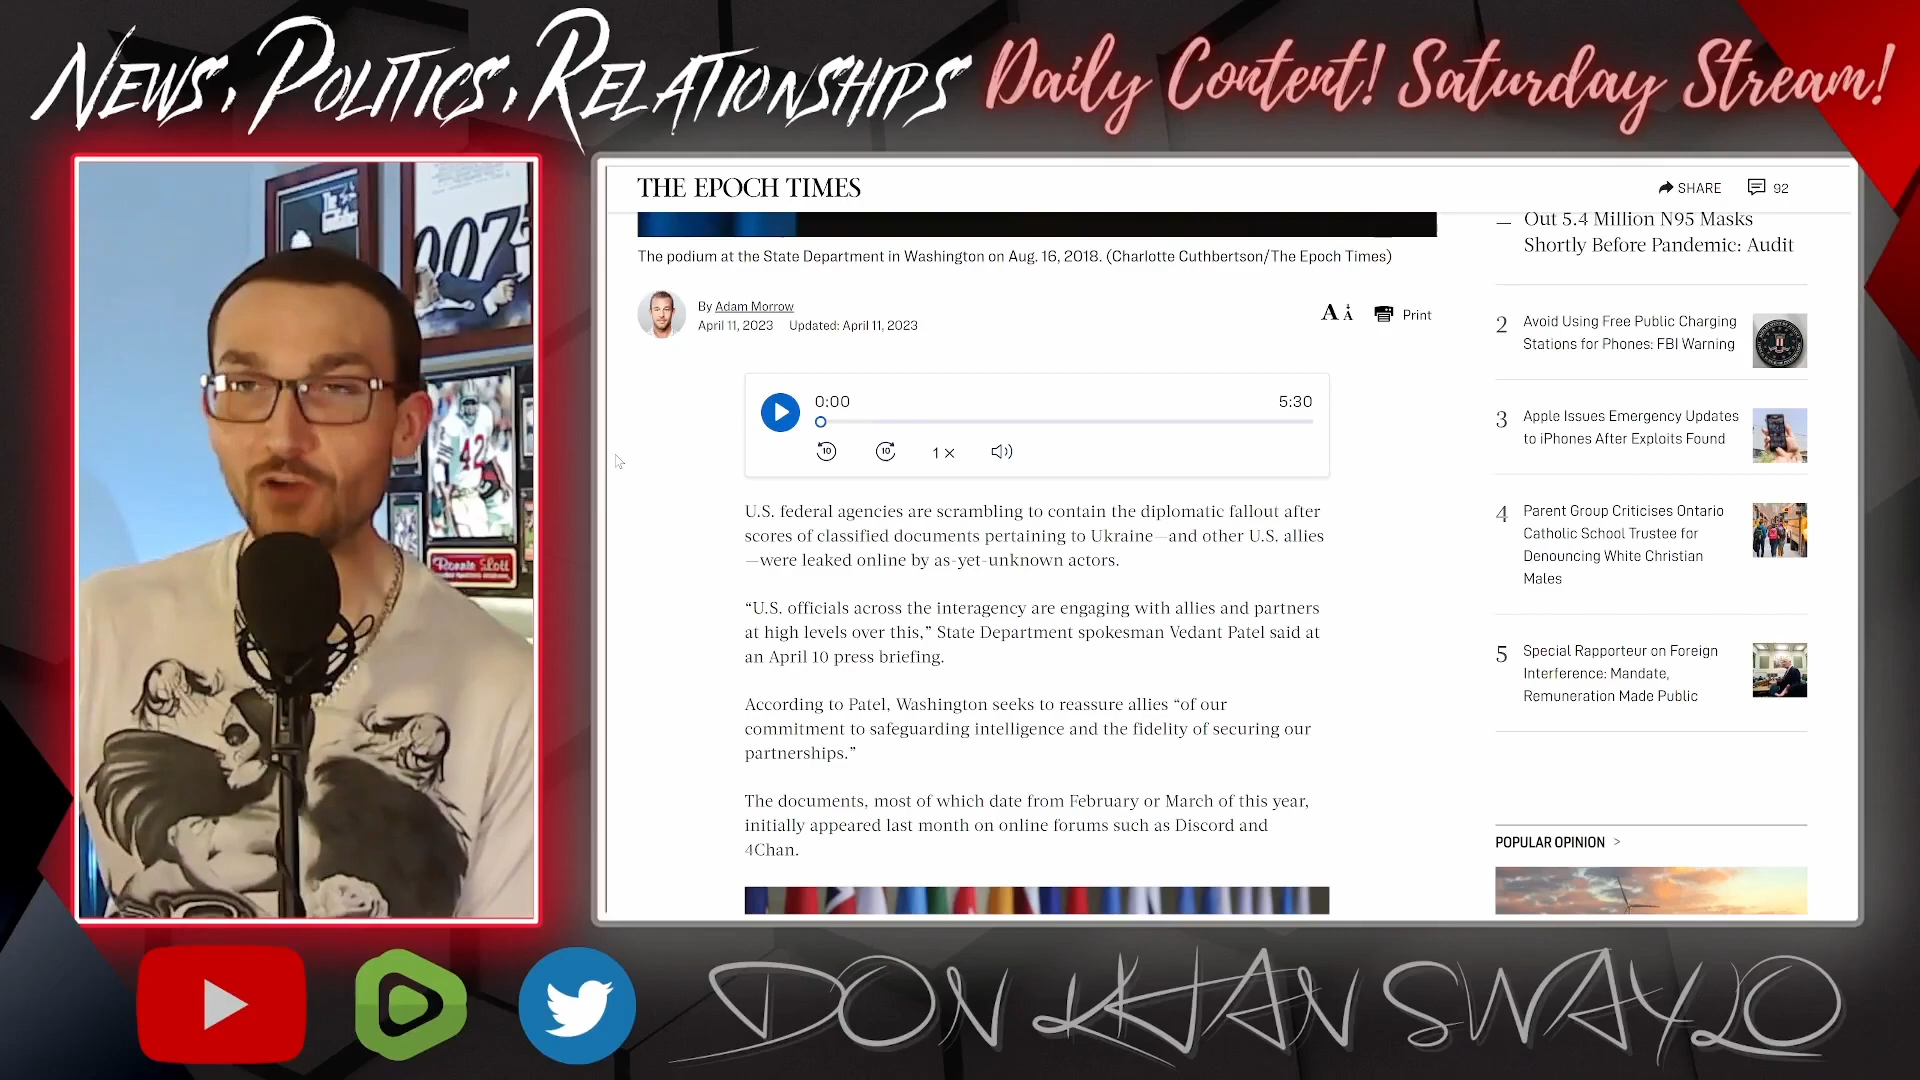 NEWS, POLITICS, RELATIONSHIPS
Daily Content! Saturday Stream!
007
42
Ronnie Lott
THE EPOCH TIMES
SHARE
92
The podium at the State Department in Washington on Aug. 16, 2018. (Charlotte Cuthbertson/The Epoch Times)
By Adam Morrow
April 11, 2023 Updated: April 11, 2023
A A Print
0:00
5:30
10
10
1 ×
U.S. federal agencies are scrambling to contain the diplomatic fallout after
scores of classified documents pertaining to Ukraine—and other U.S. allies
—were leaked online by as-yet-unknown actors.
“U.S. officials across the interagency are engaging with allies and partners
at high levels over this,” State Department spokesman Vedant Patel said at
an April 10 press briefing.
According to Patel, Washington seeks to reassure allies “of our
commitment to safeguarding intelligence and the fidelity of securing our
partnerships.”
The documents, most of which date from February or March of this year,
initially appeared last month on online forums such as Discord and
4Chan.
Out 5.4 Million N95 Masks
Shortly Before Pandemic: Audit
2
Avoid Using Free Public Charging
Stations for Phones: FBI Warning
3
Apple Issues Emergency Updates
to iPhones After Exploits Found
4
Parent Group Criticises Ontario
Catholic School Trustee for
Denouncing White Christian
Males
5
Special Rapporteur on Foreign
Interference: Mandate,
Remuneration Made Public
POPULAR OPINION >
DON KHAN SWAYLO